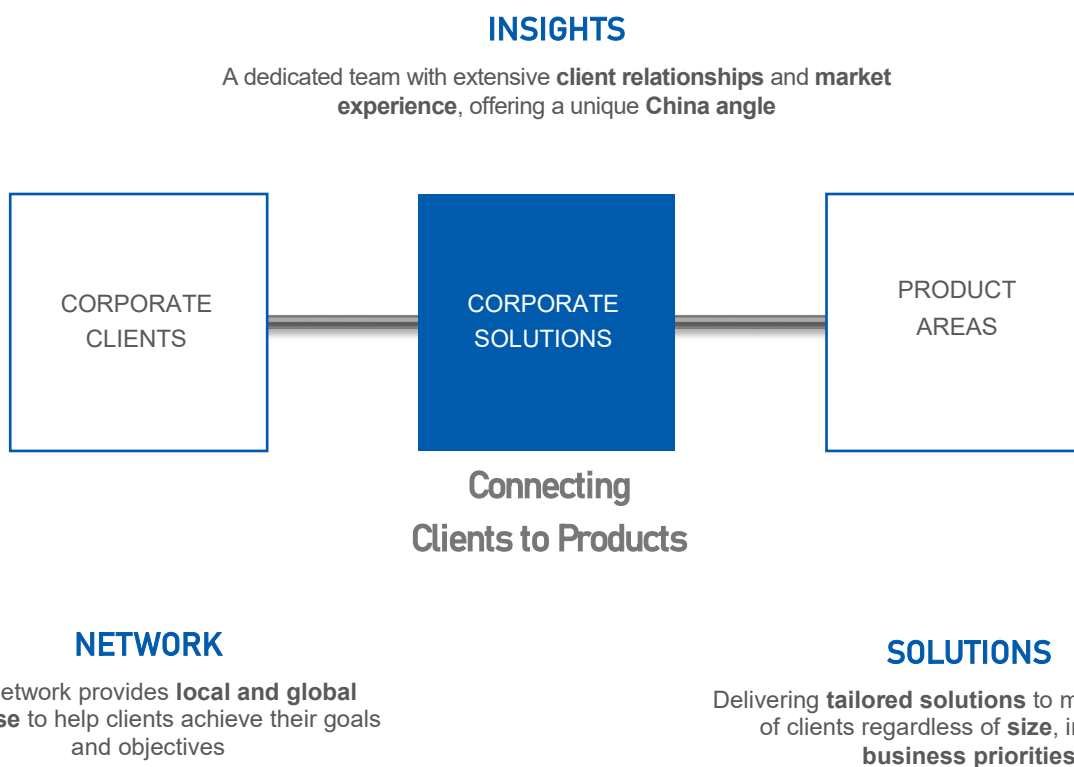 INSIGHTS
A dedicated team with extensive client relationships and market
experience, offering a unique China angle
CORPORATE
CLIENTS
CORPORATE
SOLUTIONS
PRODUCT
AREAS
Connecting
Clients to Products
NETWORK
provides local and global
to help clients achieve their goals
and objectives
SOLUTIONS
Delivering tailored solutions to
of clients regardless of size,
business priorities